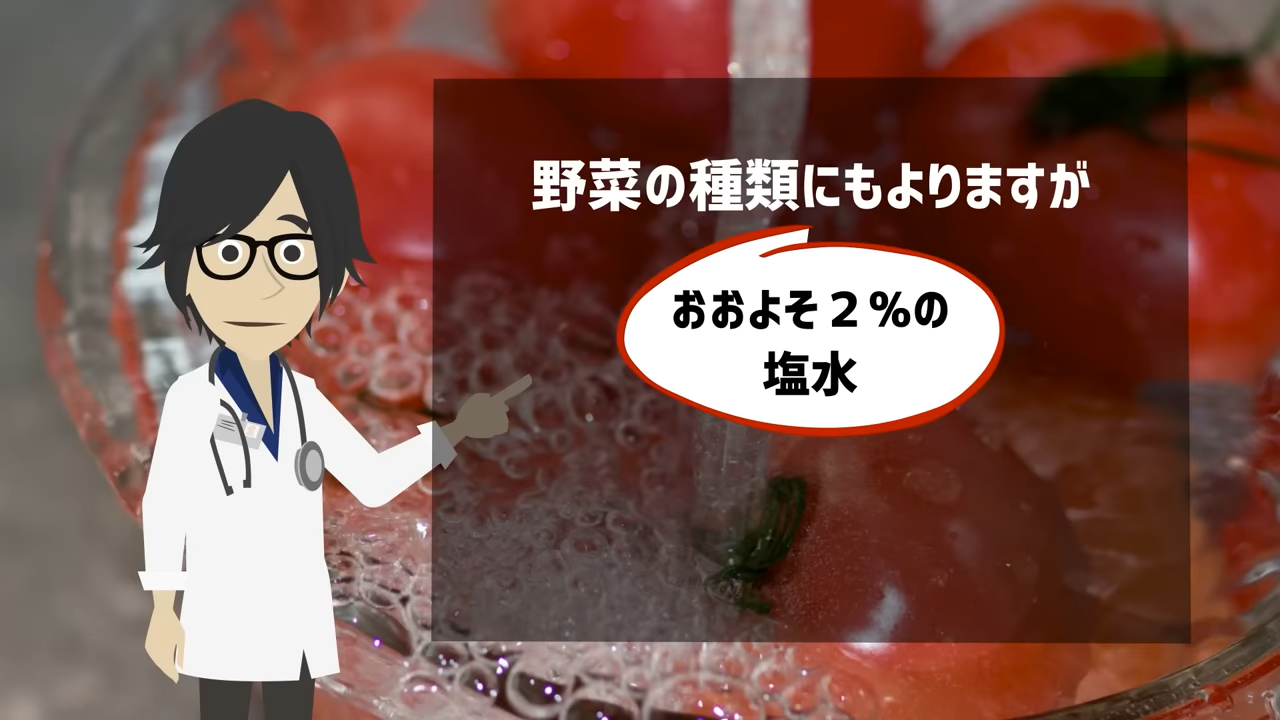 野菜の種類にもよりますが
おおよそ２％の
塩水